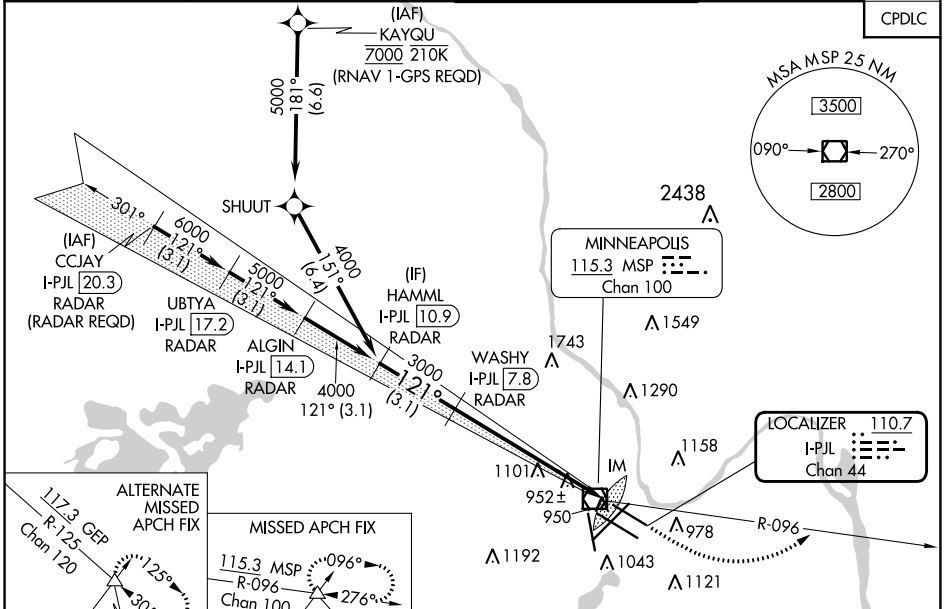 CPDLC
(IAF)
KAYQU
7000 210K
(RNAV 1-GPS REQD)
5000
181°
(6.6)
MSA MSP 25 NM
3500
090°
270°
2800
SHUUT
2438
301°
6000
121°
(3.1)
(IAF)
CCJAY
I-PJL 20.3
RADAR
(RADAR REQD)
5000
121°
(3.1)
UBTYA
I-PJL 17.2
RADAR
4000
151°
(6.4)
ALGIN
I-PJL 14.1
RADAR
4000
121° (3.1)
(IF)
HAMML
I-PJL 10.9
RADAR
3000
121°
(3.1)
WASHY
I-PJL 7.8
RADAR
MINNEAPOLIS
115.3 MSP
Chan 100
1549
1743
1290
1158
LOCALIZER 110.7
I-PJL
Chan 44
1101
IM
952 ±
950
978
R-096
1192
1043
1121
ALTERNATE
MISSED
APCH FIX
117.3 GEP
R-125
Chan 120
125°
MISSED APCH FIX
115.3 MSP
R-096
Chan 100
096°
276°